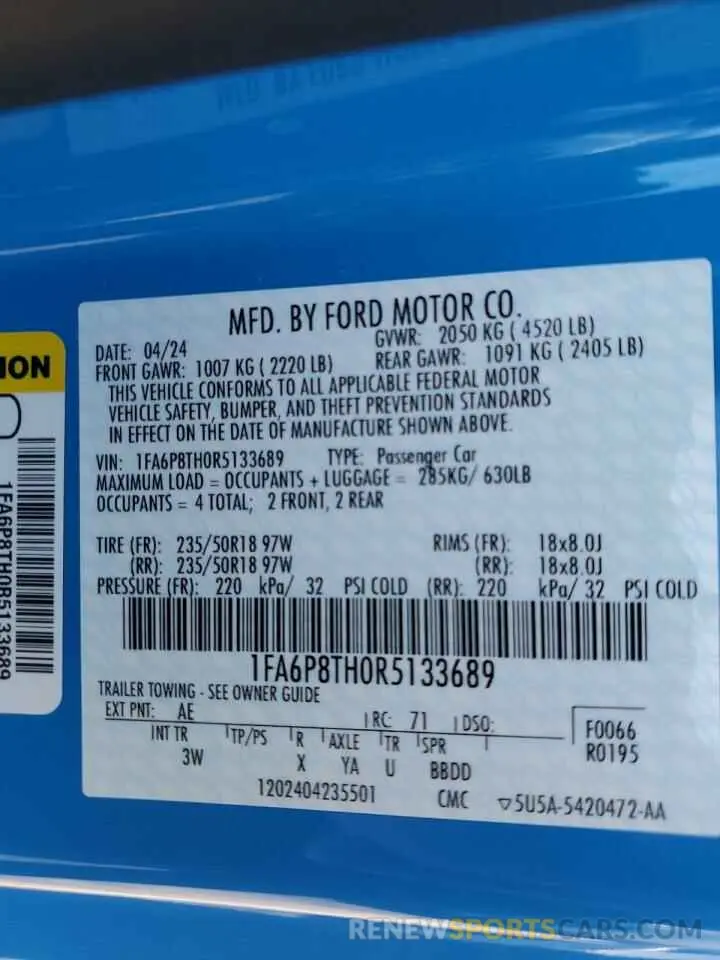 MFD. BY FORD MOTOR CO.
DATE: 04/24 GVWR: 2050 KG ( 4520 LB)
FRONT GAWR: 1007 KG ( 2220 LB) REAR GAWR: 1091 KG ( 2405 LB)
THIS VEHICLE CONFORMS TO ALL APPLICABLE FEDERAL MOTOR
VEHICLE SAFETY, BUMPER, AND THEFT PREVENTION STANDARDS
IN EFFECT ON THE DATE OF MANUFACTURE SHOWN ABOVE.
VIN: 1FA6P8TH0R5133689 TYPE: Passenger Car
MAXIMUM LOAD = OCCUPANTS + LUGGAGE = 285KG/ 630LB
OCCUPANTS = 4 TOTAL; 2 FRONT, 2 REAR
TIRE (FR): 235/50R18 97W RIMS (FR): 18x8.0J
(RR): 235/50R18 97W (RR): 18x8.0J
PRESSURE (FR): 220 kPa/ 32 PSI COLD (RR): 220 kPa/ 32 PSI COLD
1FA6P8TH0R5133689
TRAILER TOWING - SEE OWNER GUIDE
EXT PNT: AE RC: 71 DSO: F0066
INT TR TP/PS R AXLE TR SPR R0195
3W X YA U BBDD
1202404235501 CMC ▽5U5A-5420472-AA
1FA6P8TH0R5133689
RENEWSPORTSCARS.COM